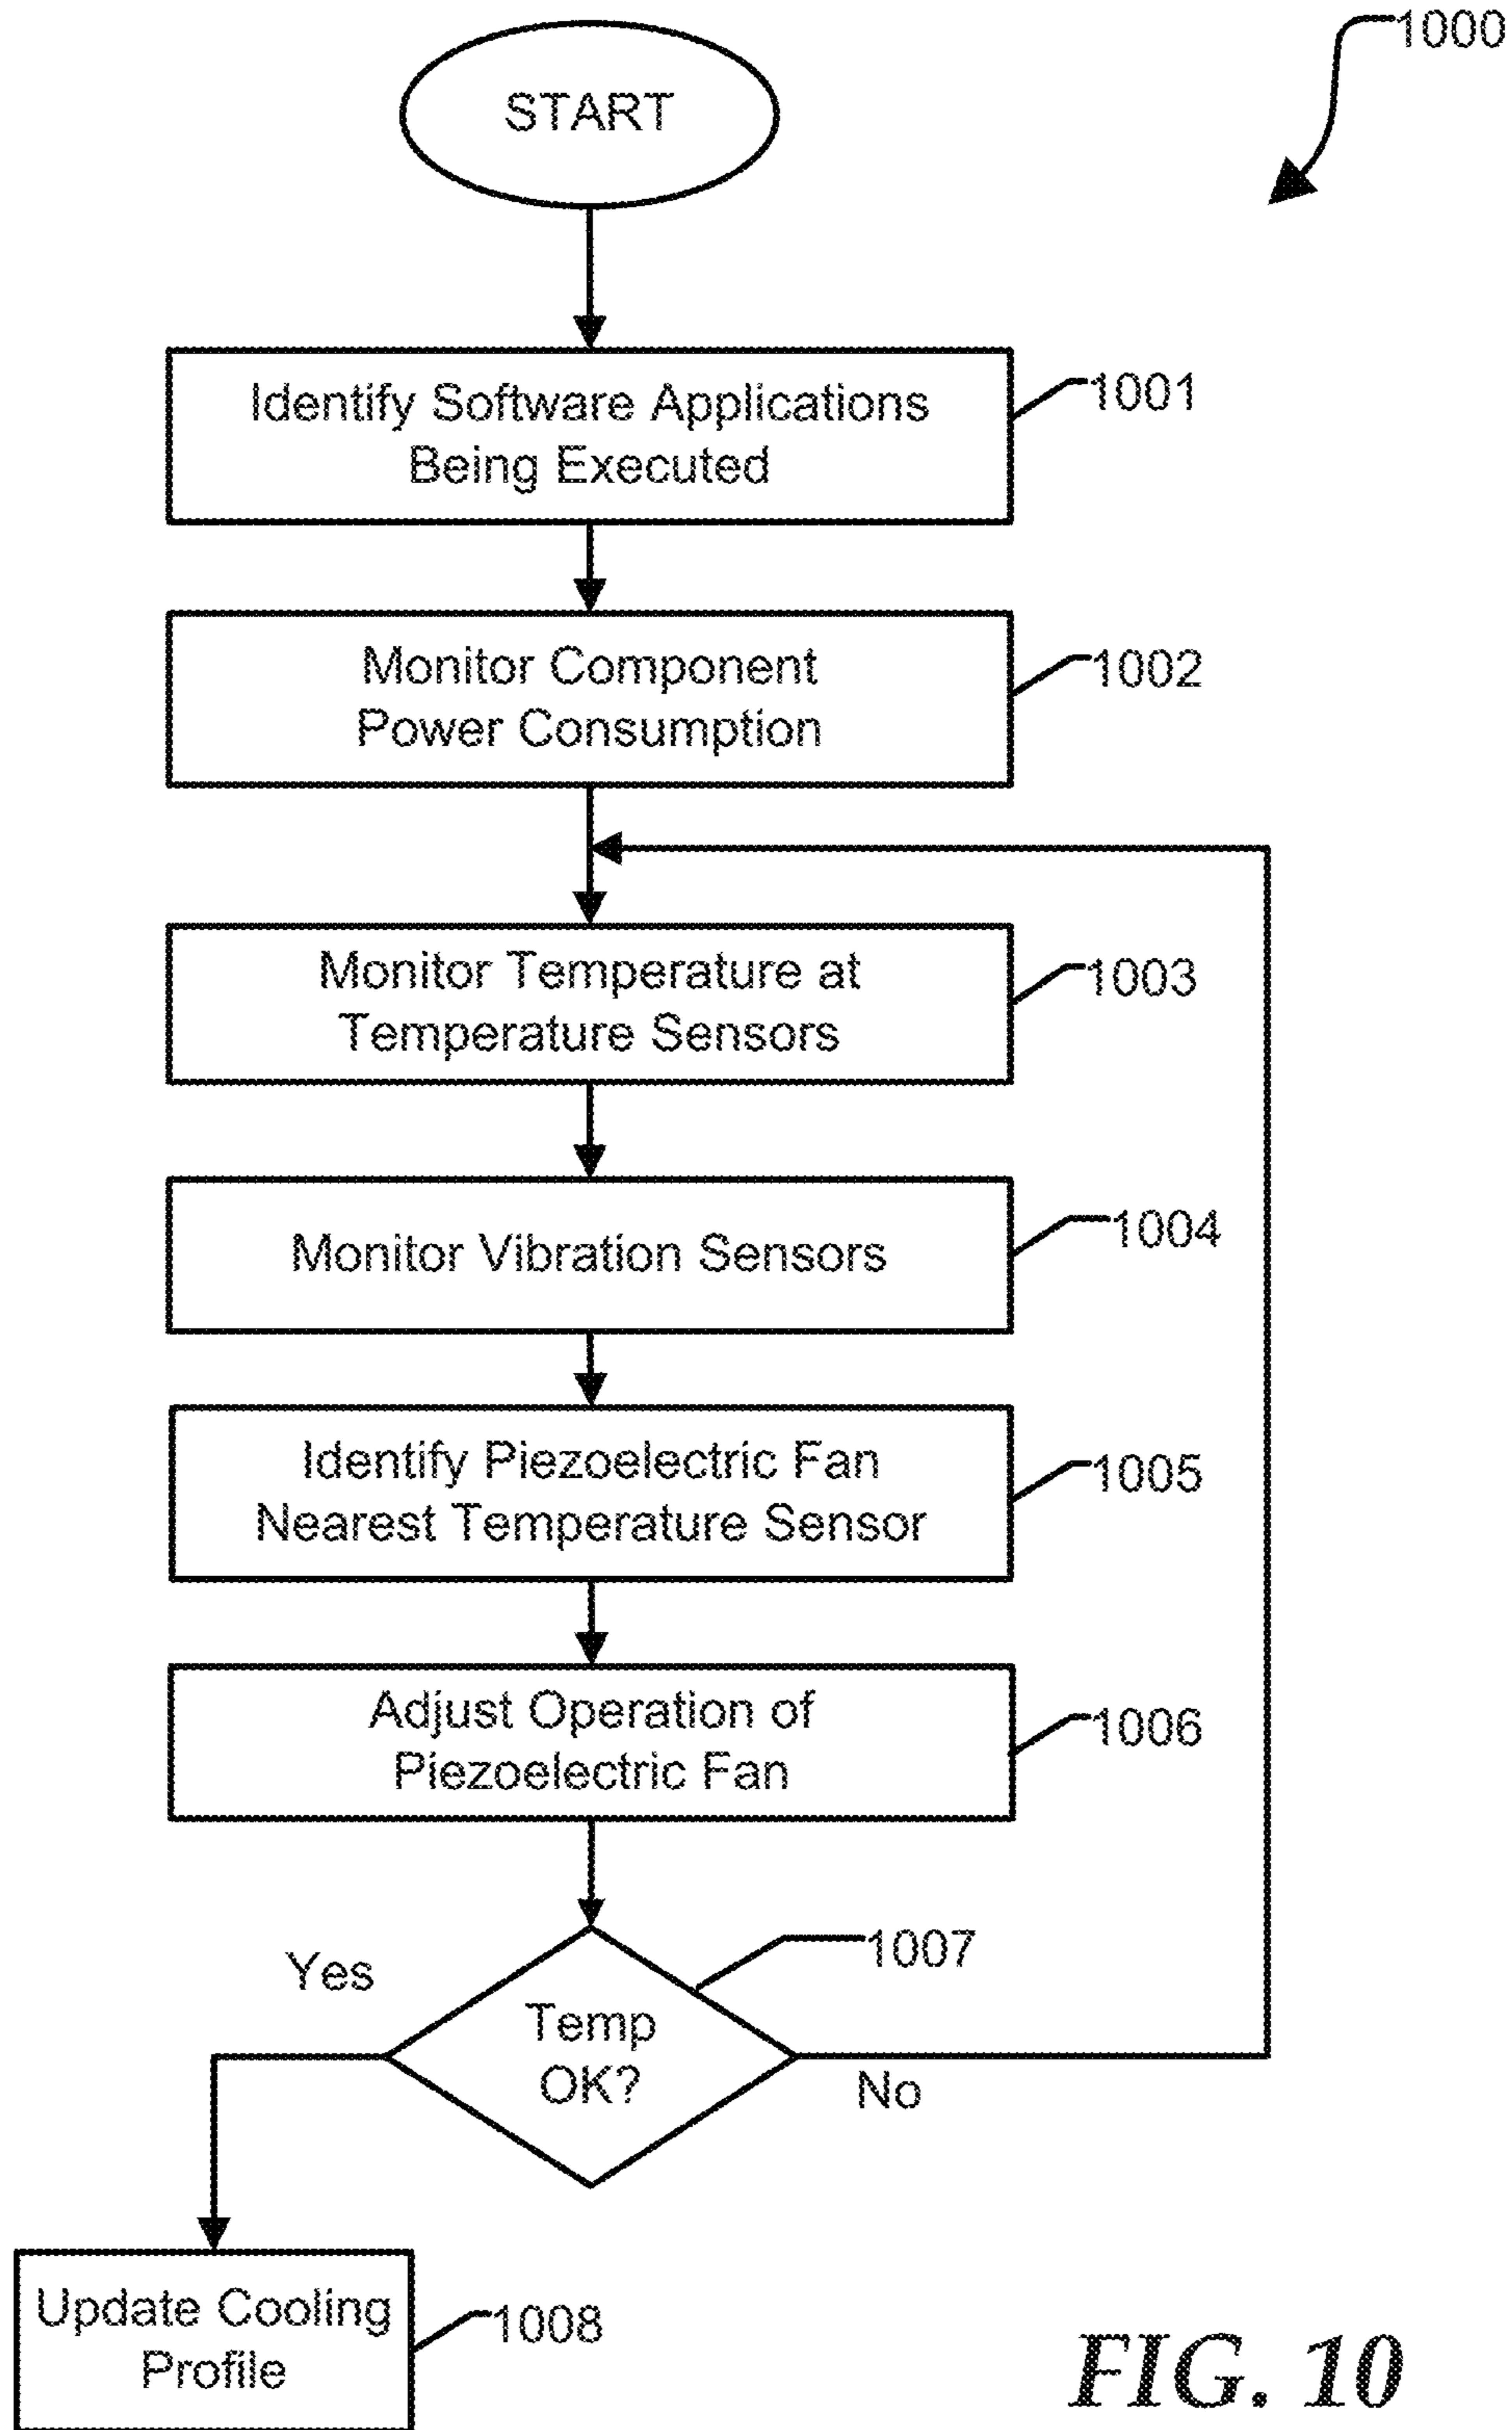 1000
START
Identify Software Applications
Being Executed
1001
Monitor Component
Power Consumption
1002
Monitor Temperature at
Temperature Sensors
1003
Monitor Vibration Sensors
1004
Identify Piezoelectric Fan
Nearest Temperature Sensor
1005
Adjust Operation of
Piezoelectric Fan
1006
1007
Yes
Temp
OK?
No
Update Cooling
Profile
1008
FIG. 10